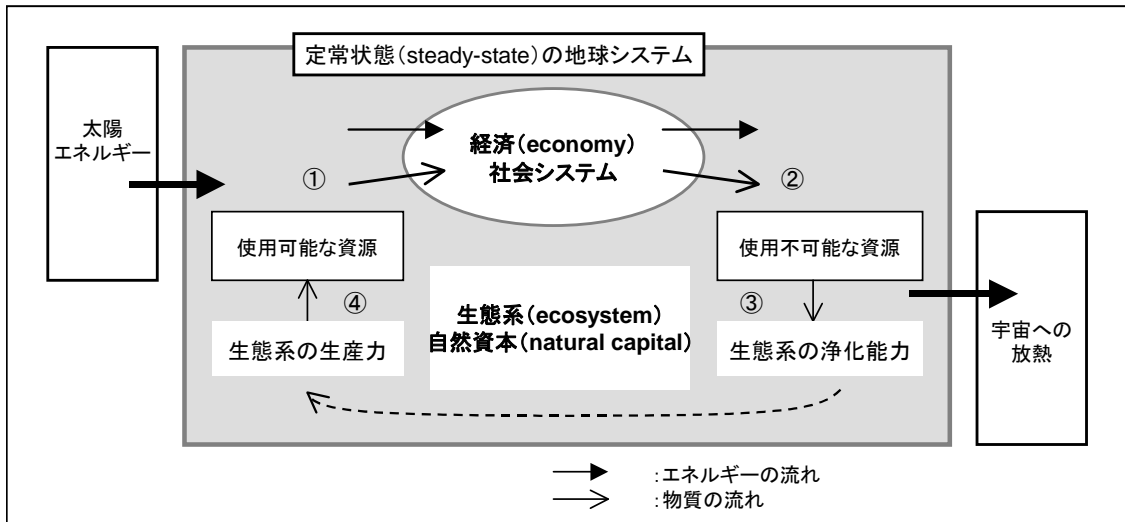 定常状態(steady-state)の地球システム
太陽
エネルギー
経済(economy)
社会システム
①
②
使用可能な資源
使用不可能な資源
④
③
生態系(ecosystem)
自然資本(natural capital)
生態系の生産力
生態系の浄化能力
宇宙への
放熱
:エネルギーの流れ
:物質の流れ